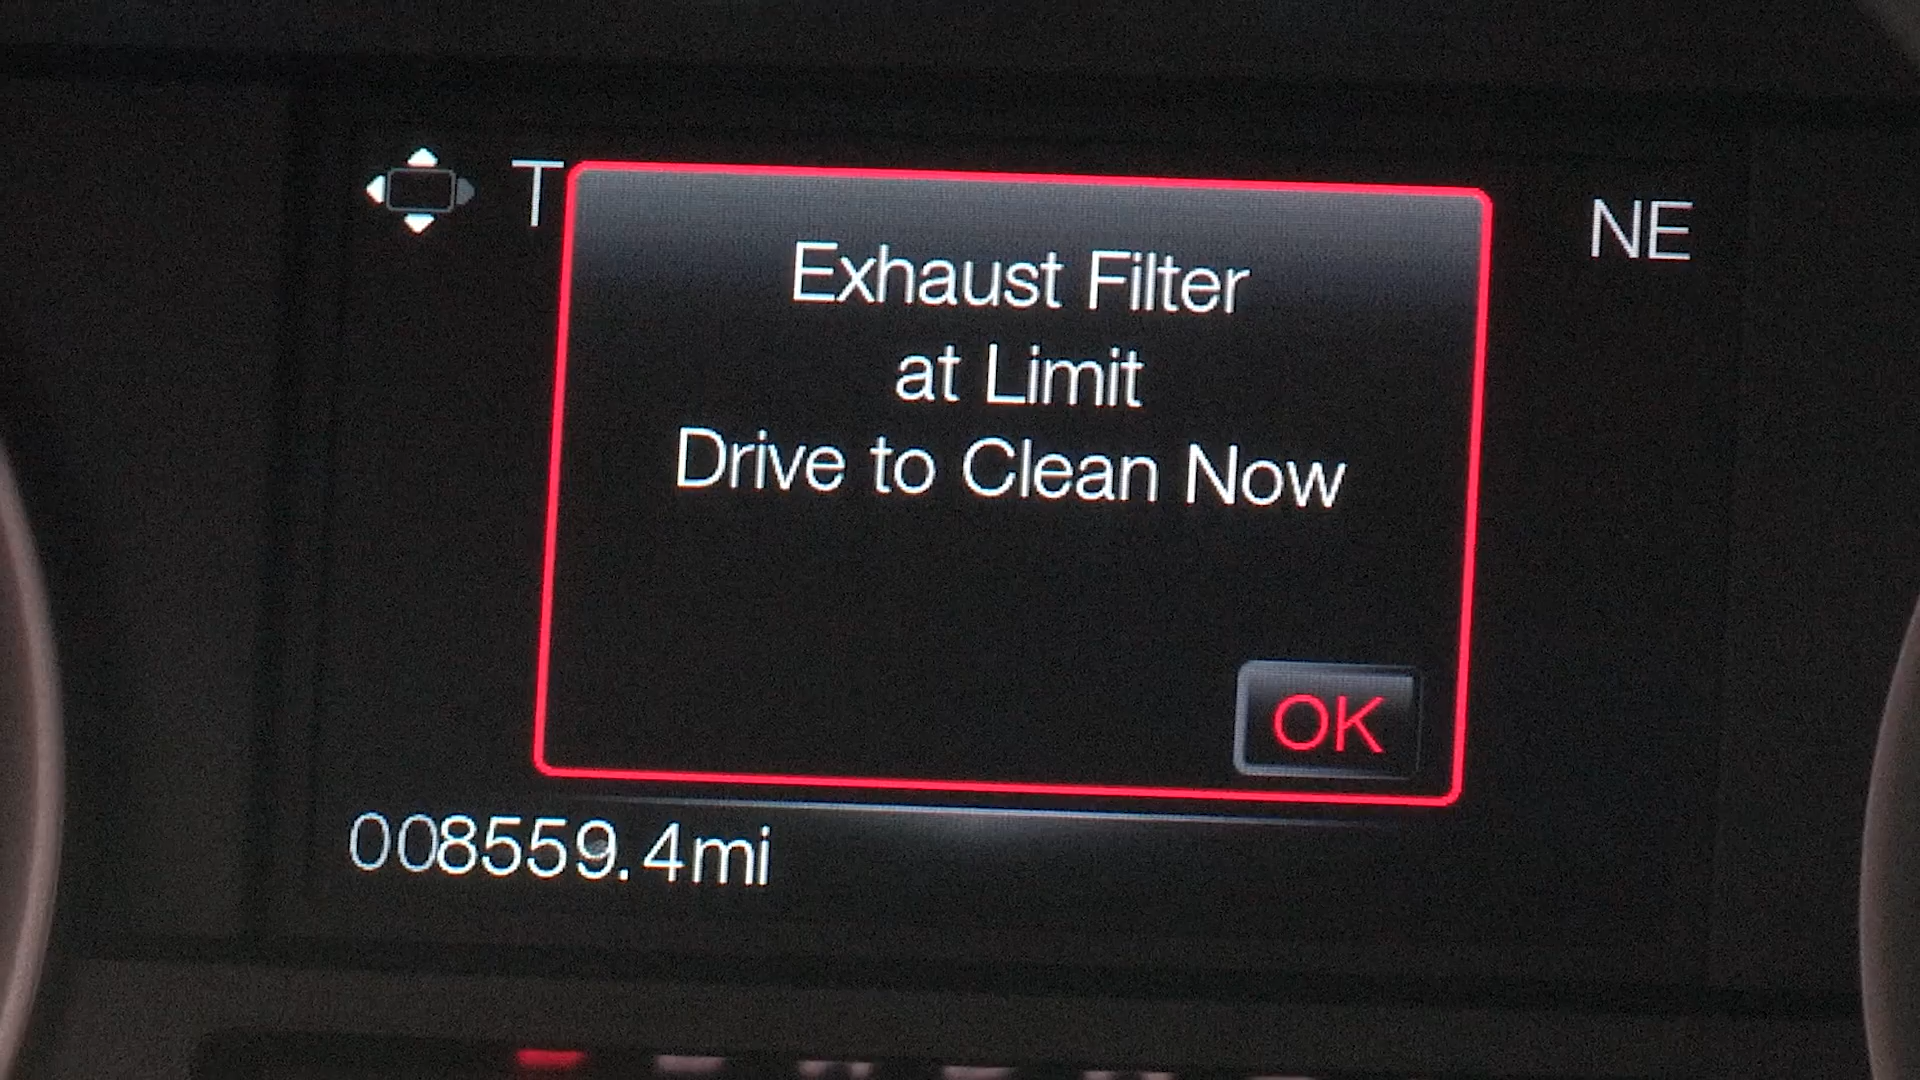 T
NE
Exhaust Filter
at Limit
Drive to Clean Now
OK
008559.4mi